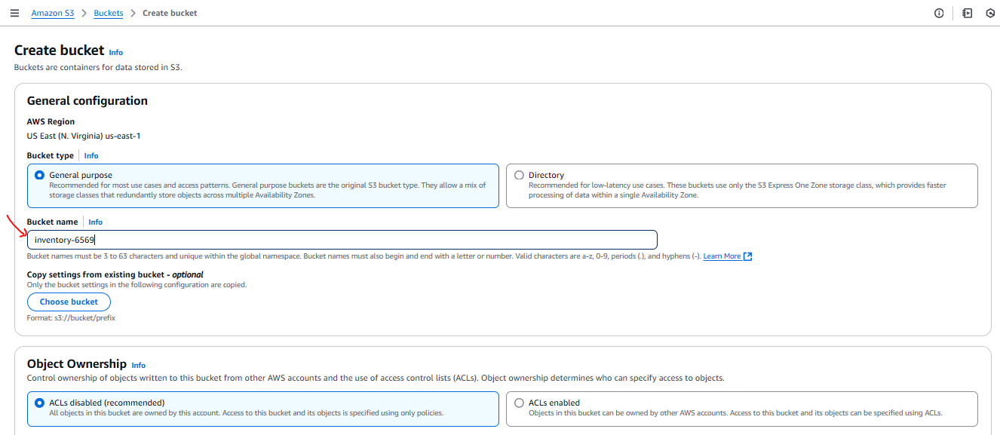 Amazon S3 > Buckets > Create bucket
Create bucket Info
Buckets are containers for data stored in S3.
General configuration
AWS Region
US East (N. Virginia) us-east-1
Bucket type Info
General purpose
Recommended for most use cases and access patterns. General purpose buckets are the original S3 bucket type. They allow a mix of
storage classes that redundantly store objects across multiple Availability Zones.
Directory
Recommended for low-latency use cases. These buckets use only the S3 Express One Zone storage class, which provides faster
processing of data within a single Availability Zone.
Bucket name Info
inventory-6569
Bucket names must be 3 to 63 characters and unique within the global namespace. Bucket names must also begin and end with a letter or number. Valid characters are a-z, 0-9, periods (.), and hyphens (-). Learn More
Copy settings from existing bucket - optional
Only the bucket settings in the following configuration are copied.
Choose bucket
Format: s3://bucket/prefix
Object Ownership Info
Control ownership of objects written to this bucket from other AWS accounts and the use of access control lists (ACLs). Object ownership determines who can specify access to objects.
ACLs disabled (recommended)
All objects in this bucket are owned by this account. Access to this bucket and its objects is specified using only policies.
ACLs enabled
Objects in this bucket can be owned by other AWS accounts. Access to this bucket and its objects can be specified using ACLs.